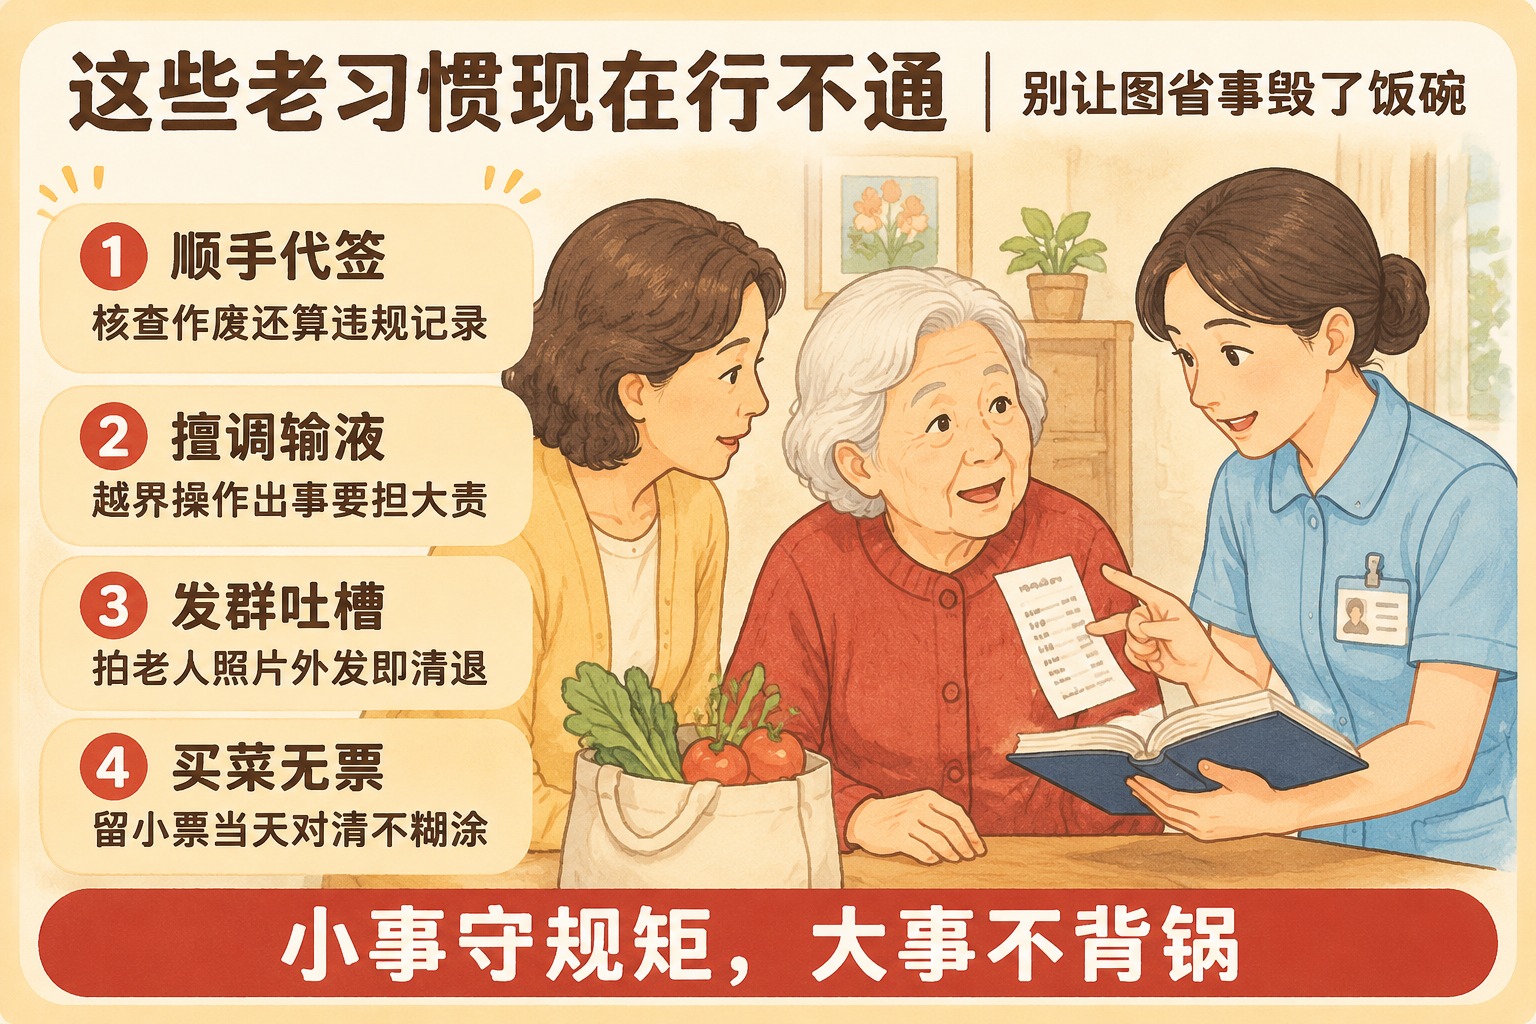 这些老习惯现在行不通
别让图省事毁了饭碗
1 顺手代签
核查作废还算违规记录
2 擅调输液
越界操作出事要担大责
3 发群吐槽
拍老人照片外发即清退
4 买菜无票
留小票当天对清不糊涂
小事守规矩，大事不背锅